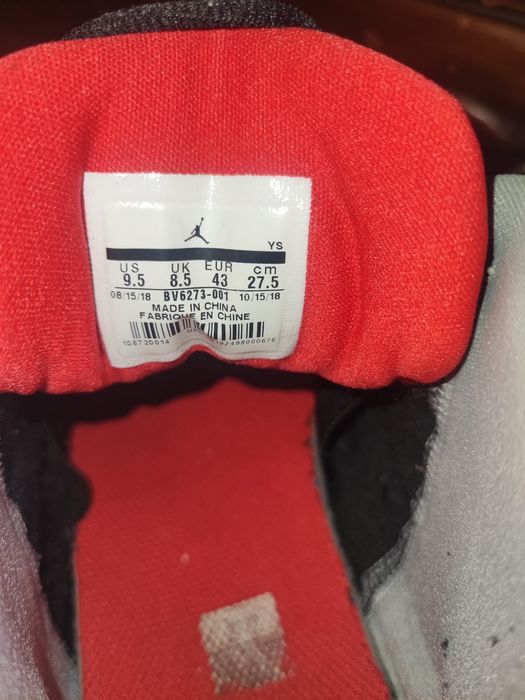 YS
US UK EUR cm
9.5 8.5 43 27.5
08/15/18 BV6273-001 10/15/18
MADE IN CHINA
FABRIQUE EN CHINE
108720014